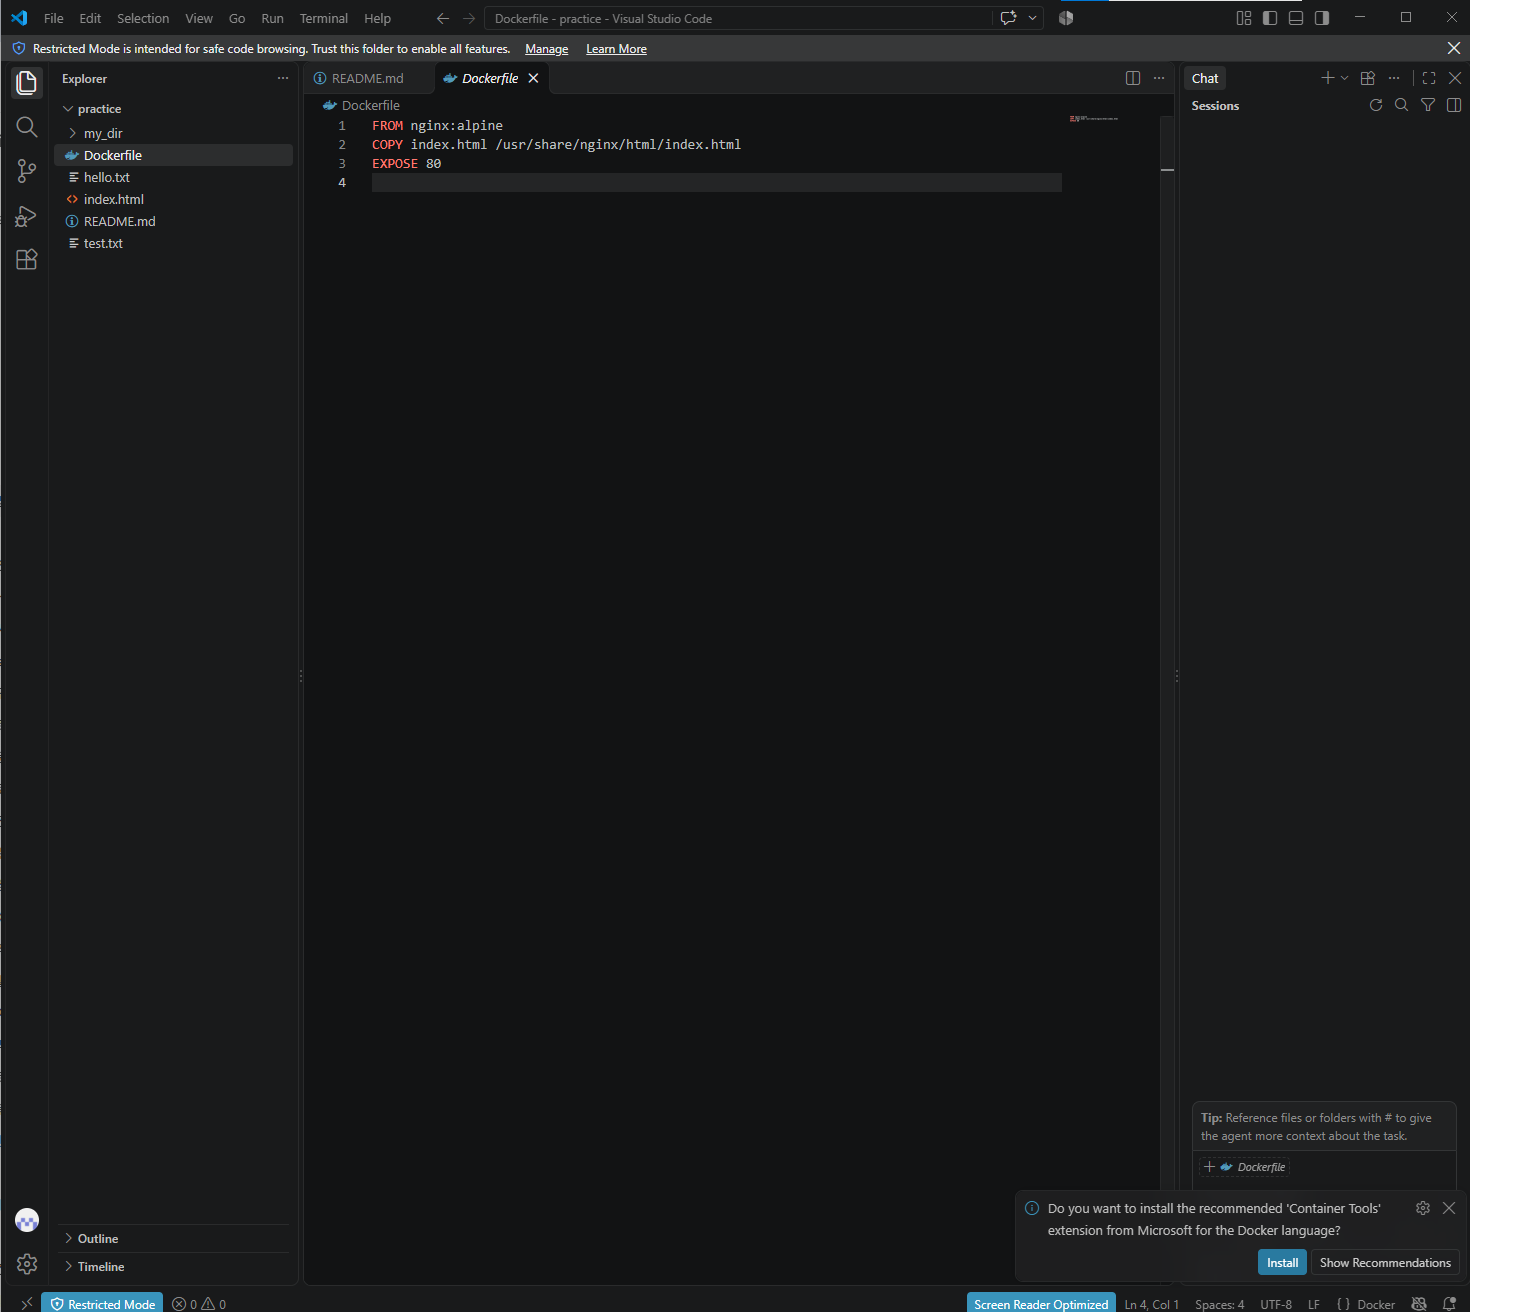 File Edit Selection View Go Run Terminal Help
Dockerfile - practice - Visual Studio Code
Restricted Mode is intended for safe code browsing. Trust this folder to enable all features. Manage Learn More
Explorer
practice
my_dir
Dockerfile
hello.txt
index.html
README.md
test.txt
Outline
Timeline
README.md
Dockerfile
Dockerfile
1 FROM nginx:alpine
2 COPY index.html /usr/share/nginx/html/index.html
3 EXPOSE 80
4
Chat
Sessions
Tip: Reference files or folders with # to give
the agent more context about the task.
Dockerfile
Do you want to install the recommended 'Container Tools'
extension from Microsoft for the Docker language?
Install Show Recommendations
Restricted Mode 0 0 Screen Reader Optimized Ln 4, Col 1 Spaces: 4 UTF-8 LF { } Docker